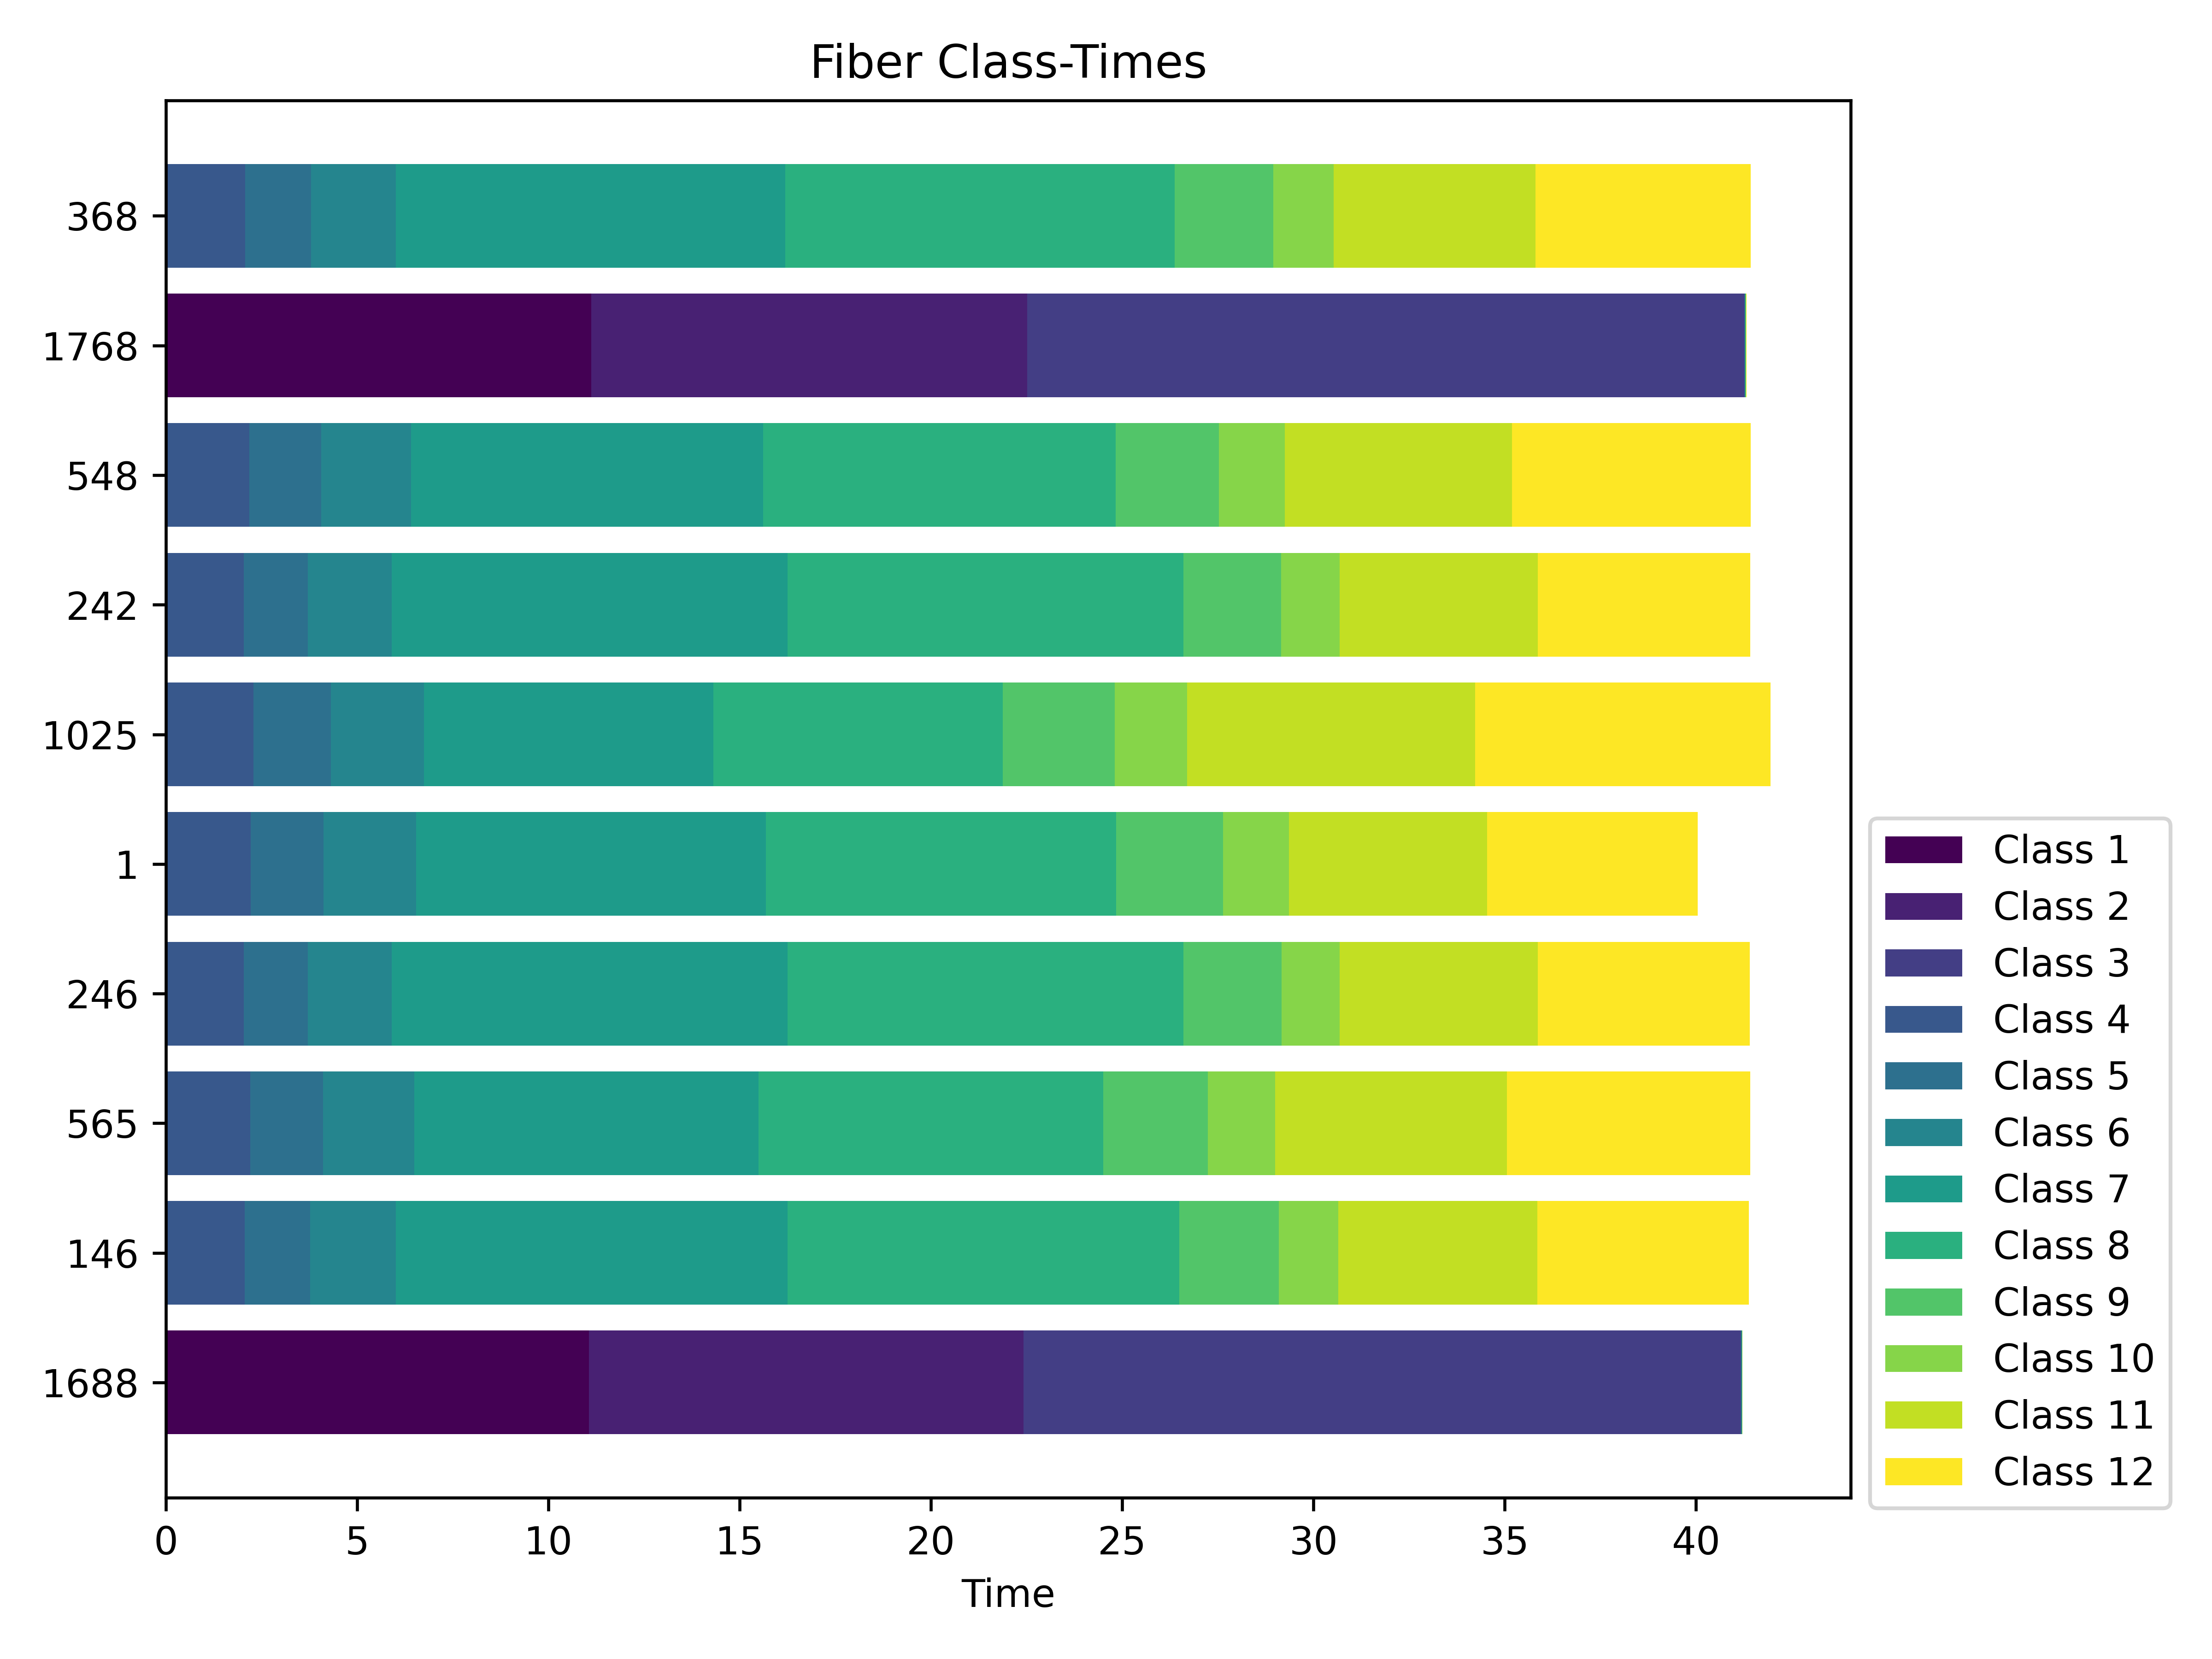 Fiber Class-Times
368
1768
548
242
1025
1
246
565
146
1688
0 5 10 15 20 25 30 35 40
Time
Class 1
Class 2
Class 3
Class 4
Class 5
Class 6
Class 7
Class 8
Class 9
Class 10
Class 11
Class 12